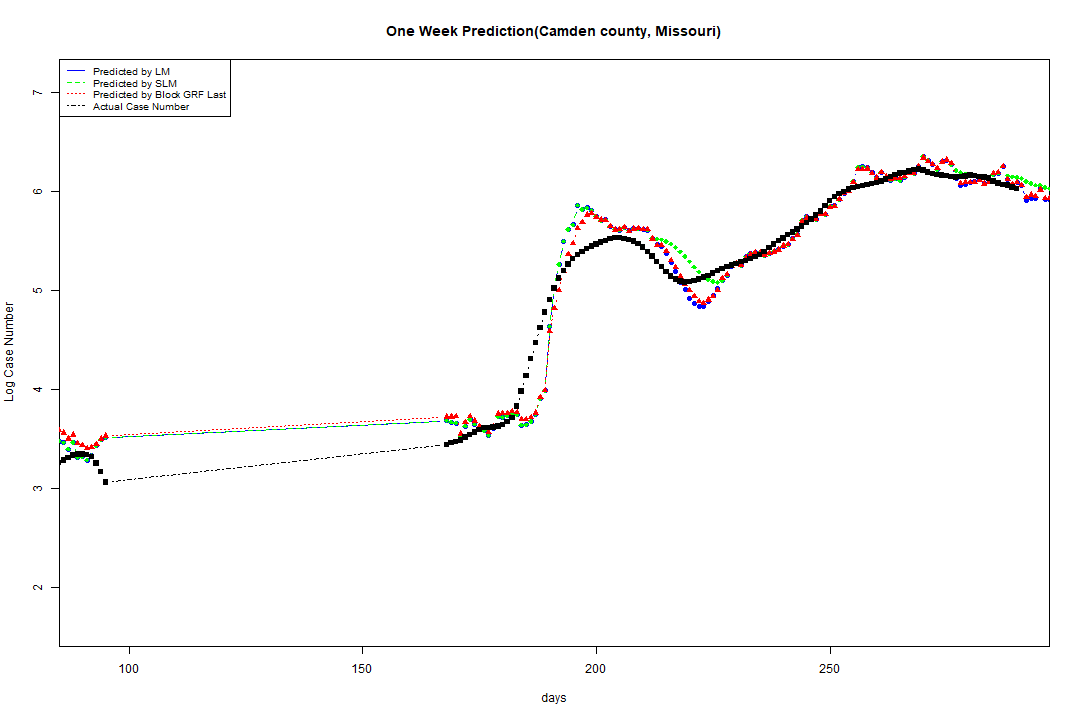 One Week Prediction(Camden county, Missouri)
Predicted by LM
Predicted by SLM
Predicted by Block GRF Last
Actual Case Number
7
6
5
4
3
2
Log Case Number
100
150
200
250
days